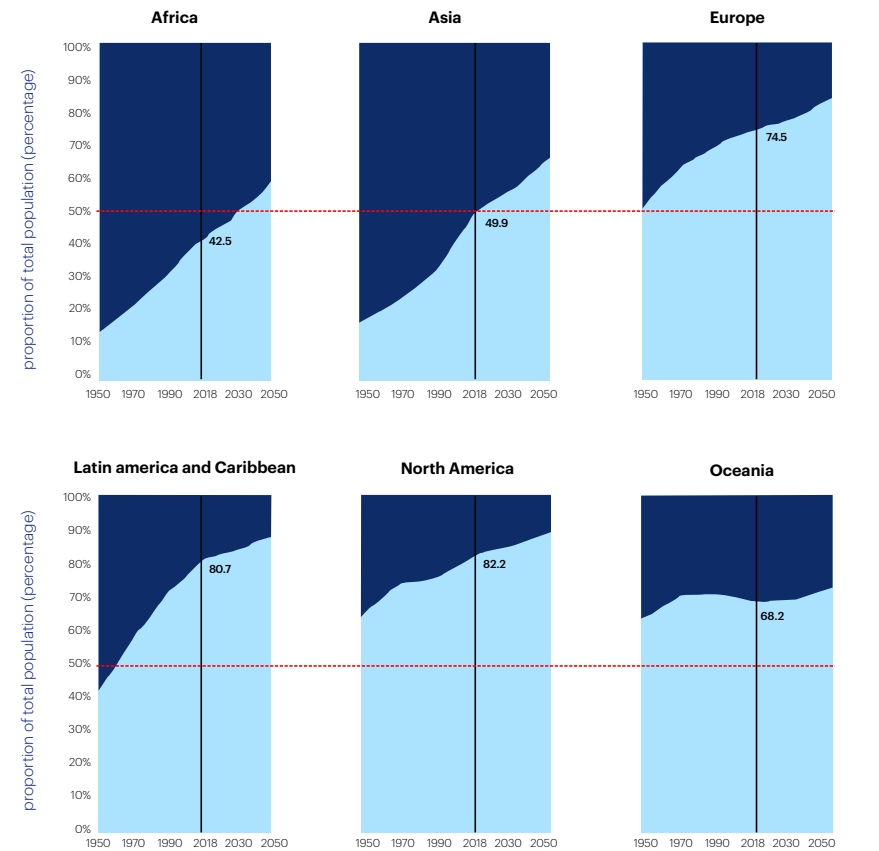 Africa
Asia
Europe
proportion of total population (percentage)
100%
90%
80%
70%
60%
50%
40%
30%
20%
10%
0%
42.5
49.9
74.5
1950 1970 1990 2018 2030 2050
1950 1970 1990 2018 2030 2050
1950 1970 1990 2018 2030 2050
Latin america and Caribbean
North America
Oceania
proportion of total population (percentage)
100%
90%
80%
70%
60%
50%
40%
30%
20%
10%
0%
80.7
82.2
68.2
1950 1970 1990 2018 2030 2050
1950 1970 1990 2018 2030 2050
1950 1970 1990 2018 2030 2050